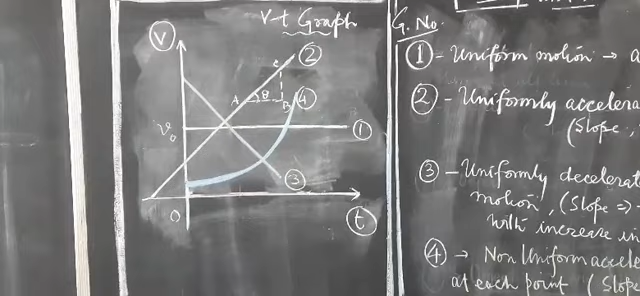 V-t Graph
V
2
C
A
θ
B
4
V₀
1
3
O
t
G. No.
① - Uniform motion → a
② - Uniformly accelera
(Slope
③ - Uniformly decelerat
motion, (Slope ⇒) -
with increase in
④ → Non Uniform accele
at each point (Slop